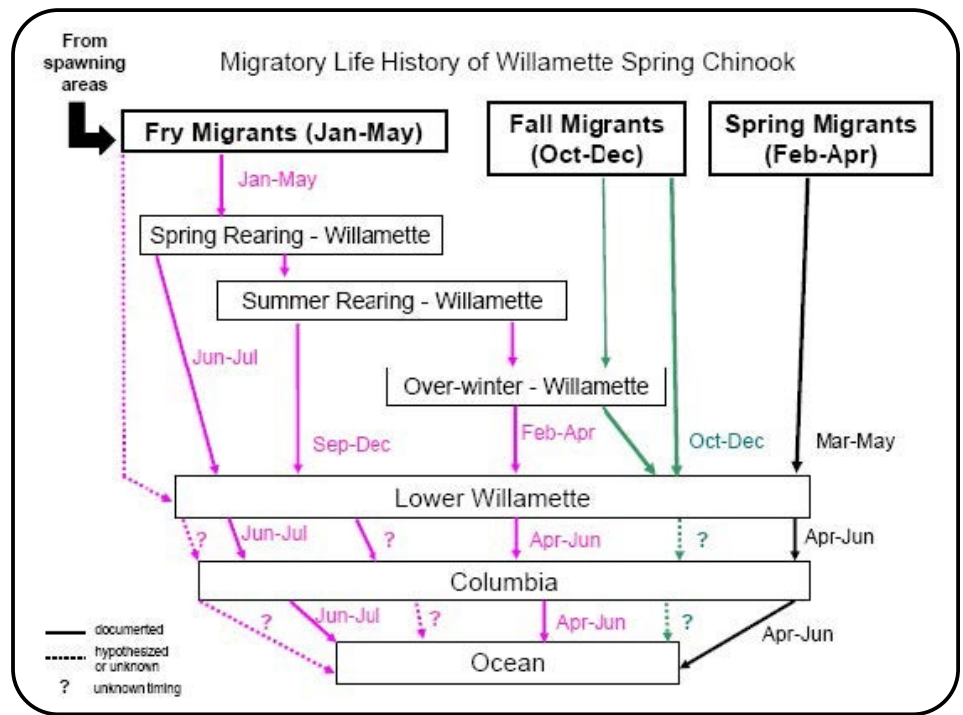 From
spawning
areas
Migratory Life History of Willamette Spring Chinook
Fry Migrants (Jan-May)
Fall Migrants
(Oct-Dec)
Spring Migrants
(Feb-Apr)
Jan-May
Spring Rearing - Willamette
Summer Rearing - Willamette
Jun-Jul
Over-winter - Willamette
Sep-Dec
Feb-Apr
Oct-Dec
Mar-May
Lower Willamette
?
Jun-Jul
?
Apr-Jun
?
Apr-Jun
Columbia
?
Jun-Jul
?
Apr-Jun
?
Apr-Jun
Ocean
documented
hypothesized
or unknown
? unknown timing